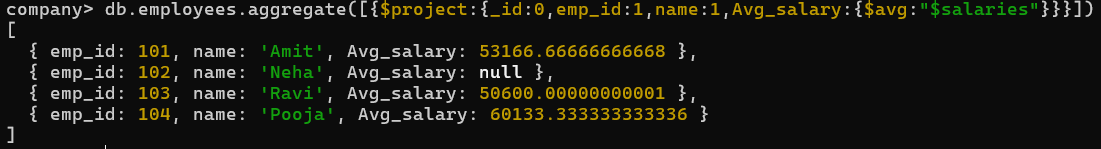 company> db.employees.aggregate([{$project:{_id:0,emp_id:1,name:1,Avg_salary:{$avg:"$salaries"}}}])
[
  { emp_id: 101, name: 'Amit', Avg_salary: 53166.66666666668 },
  { emp_id: 102, name: 'Neha', Avg_salary: null },
  { emp_id: 103, name: 'Ravi', Avg_salary: 50600.00000000001 },
  { emp_id: 104, name: 'Pooja', Avg_salary: 60133.333333333336 }
]